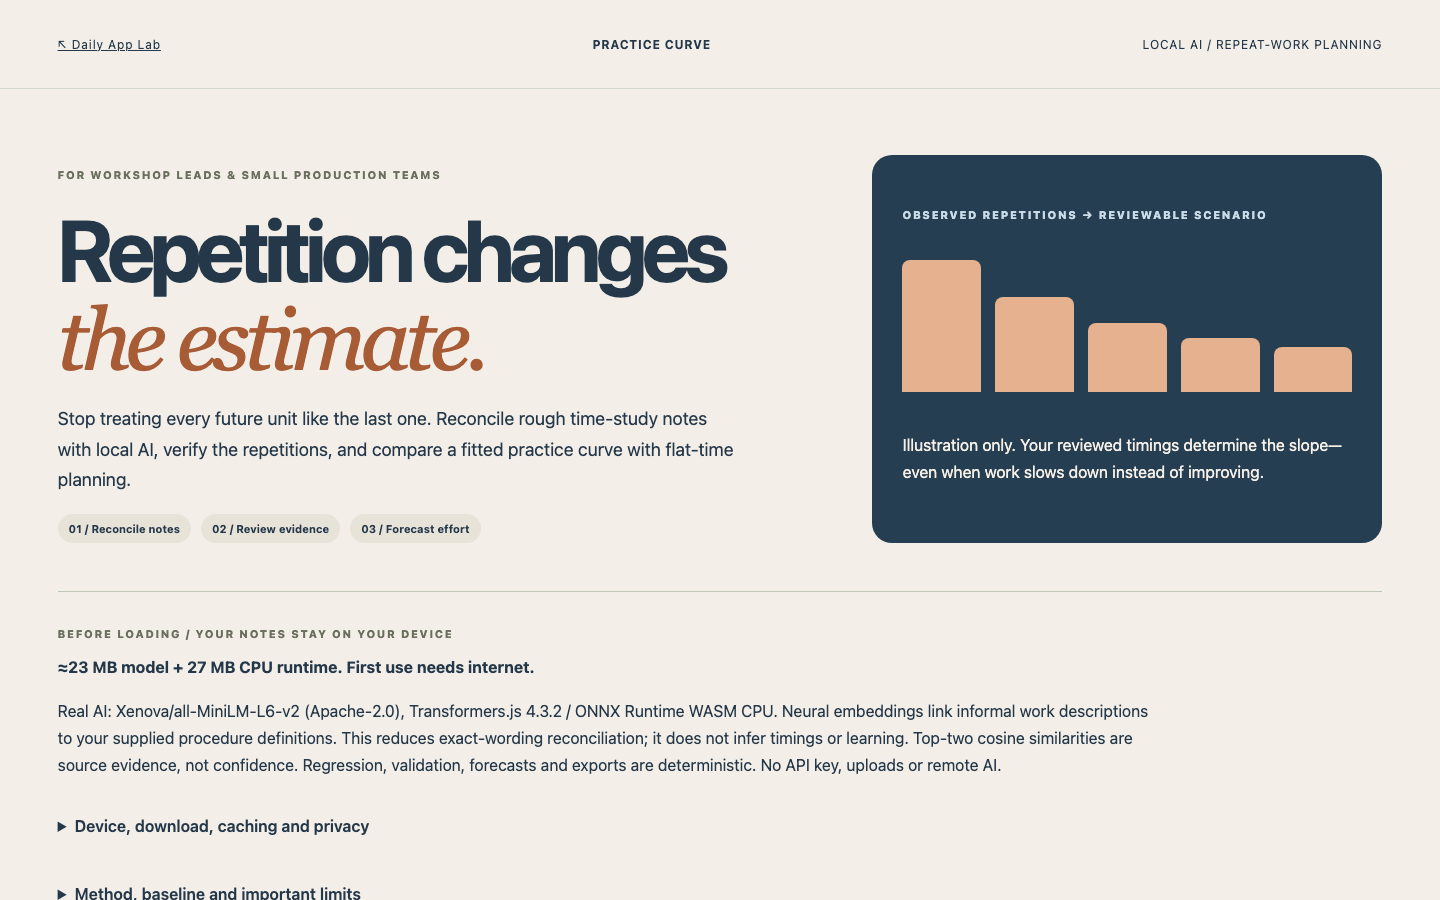 ↖ Daily App Lab
PRACTICE CURVE
LOCAL AI / REPEAT-WORK PLANNING
FOR WORKSHOP LEADS & SMALL PRODUCTION TEAMS
Repetition changes
the estimate.
Stop treating every future unit like the last one. Reconcile rough time-study notes
with local AI, verify the repetitions, and compare a fitted practice curve with flat-time
planning.
01 / Reconcile notes
02 / Review evidence
03 / Forecast effort
OBSERVED REPETITIONS → REVIEWABLE SCENARIO
Illustration only. Your reviewed timings determine the slope—
even when work slows down instead of improving.
BEFORE LOADING / YOUR NOTES STAY ON YOUR DEVICE
≈23 MB model + 27 MB CPU runtime. First use needs internet.
Real AI: Xenova/all-MiniLM-L6-v2 (Apache-2.0), Transformers.js 4.3.2 / ONNX Runtime WASM CPU. Neural embeddings link informal work descriptions
to your supplied procedure definitions. This reduces exact-wording reconciliation; it does not infer timings or learning. Top-two cosine similarities are
source evidence, not confidence. Regression, validation, forecasts and exports are deterministic. No API key, uploads or remote AI.
▶ Device, download, caching and privacy
▶ Method, baseline and important limits